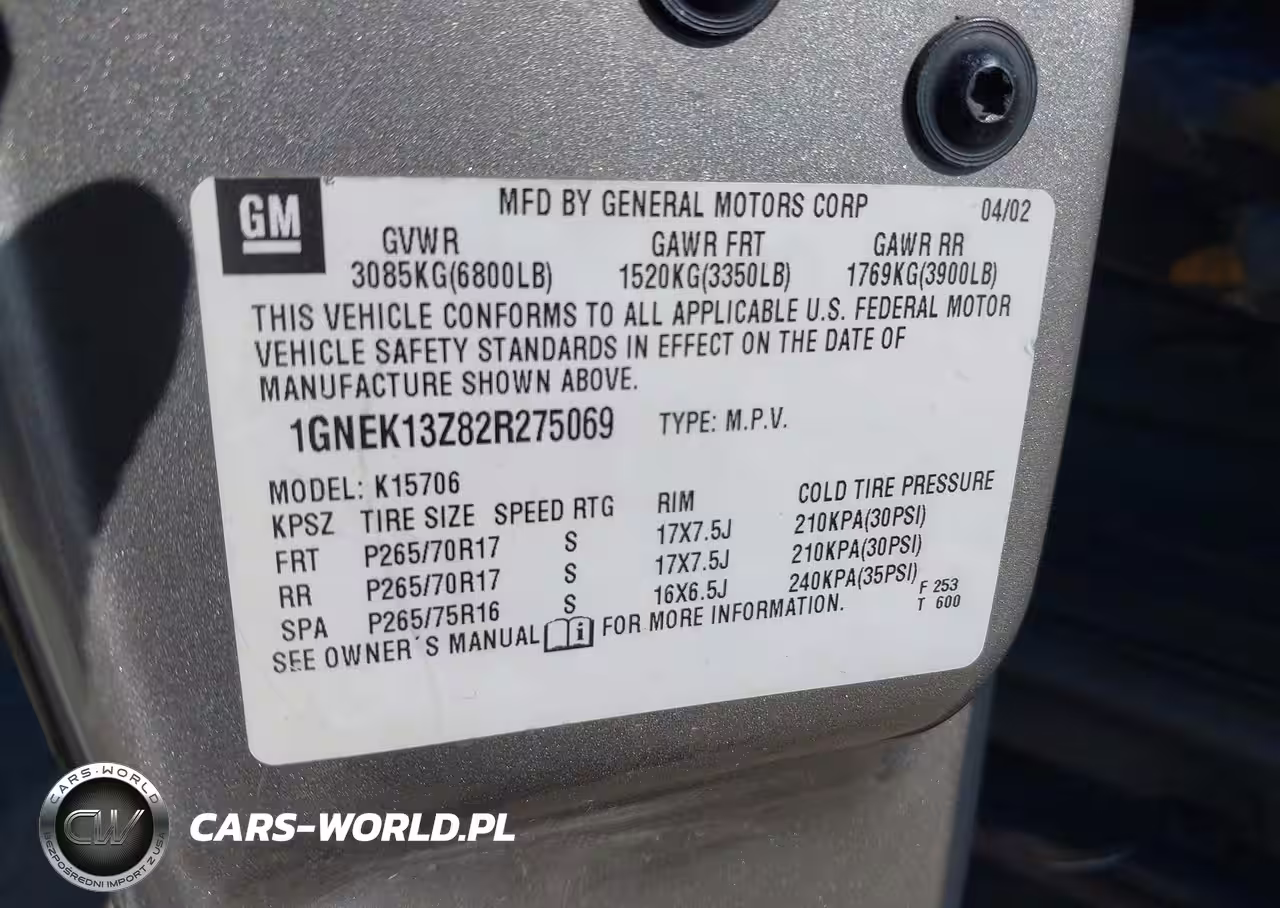 GM
MFD BY GENERAL MOTORS CORP 04/02
GVWR GAWR FRT GAWR RR
3085KG(6800LB) 1520KG(3350LB) 1769KG(3900LB)
THIS VEHICLE CONFORMS TO ALL APPLICABLE U.S. FEDERAL MOTOR
VEHICLE SAFETY STANDARDS IN EFFECT ON THE DATE OF
MANUFACTURE SHOWN ABOVE.
1GNEK13Z82R275069 TYPE: M.P.V.
MODEL: K15706
KPSZ TIRE SIZE SPEED RTG RIM COLD TIRE PRESSURE
FRT P265/70R17 S 17X7.5J 210KPA(30PSI)
RR P265/70R17 S 17X7.5J 210KPA(30PSI)
SPA P265/75R16 S 16X6.5J 240KPA(35PSI) F 253
SEE OWNER'S MANUAL FOR MORE INFORMATION. T 600
CARS-WORLD
CW
BEZPOŚREDNI IMPORT Z USA
CARS-WORLD.PL